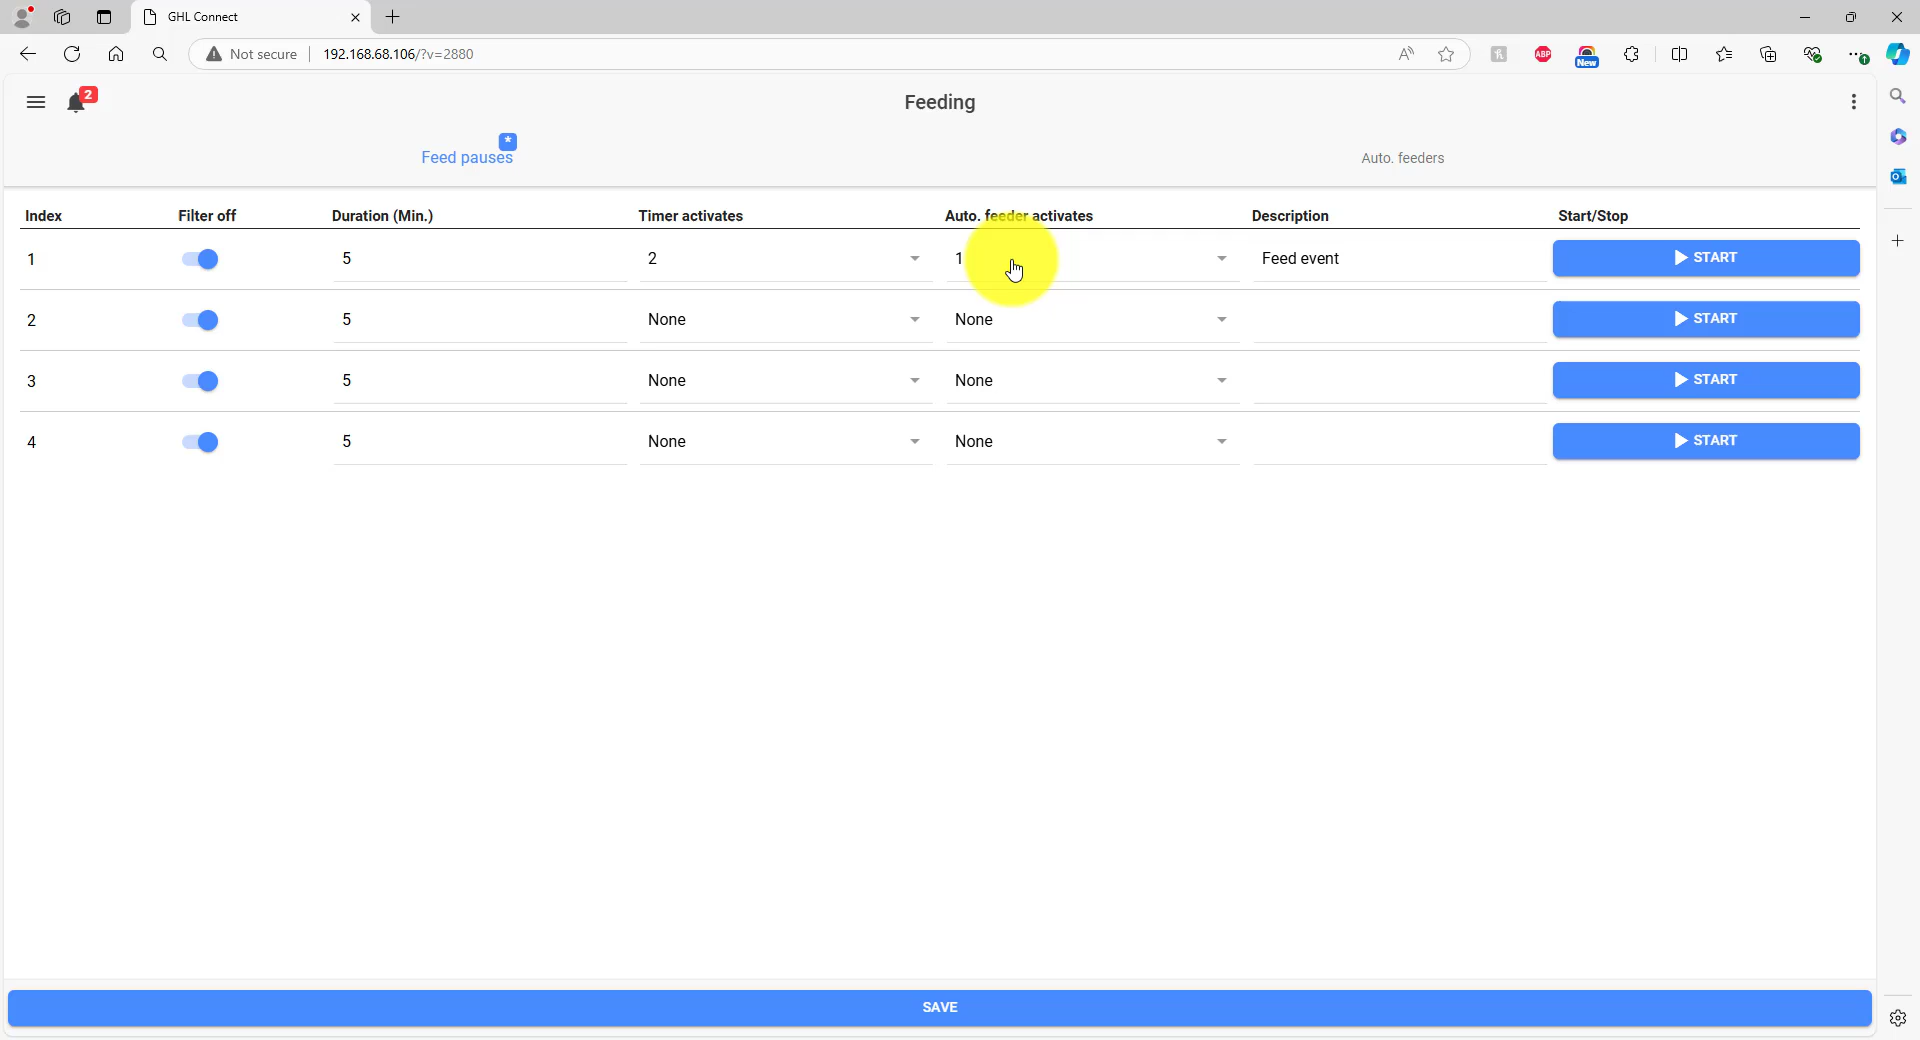 GHL Connect
Not secure 192.168.68.106/?v=2880
ABP
New
2
Feeding
*
Feed pauses
Auto. feeders
Index Filter off Duration (Min.) Timer activates Auto. feeder activates Description Start/Stop
1 5 2 1 Feed event START
2 5 None None START
3 5 None None START
4 5 None None START
SAVE